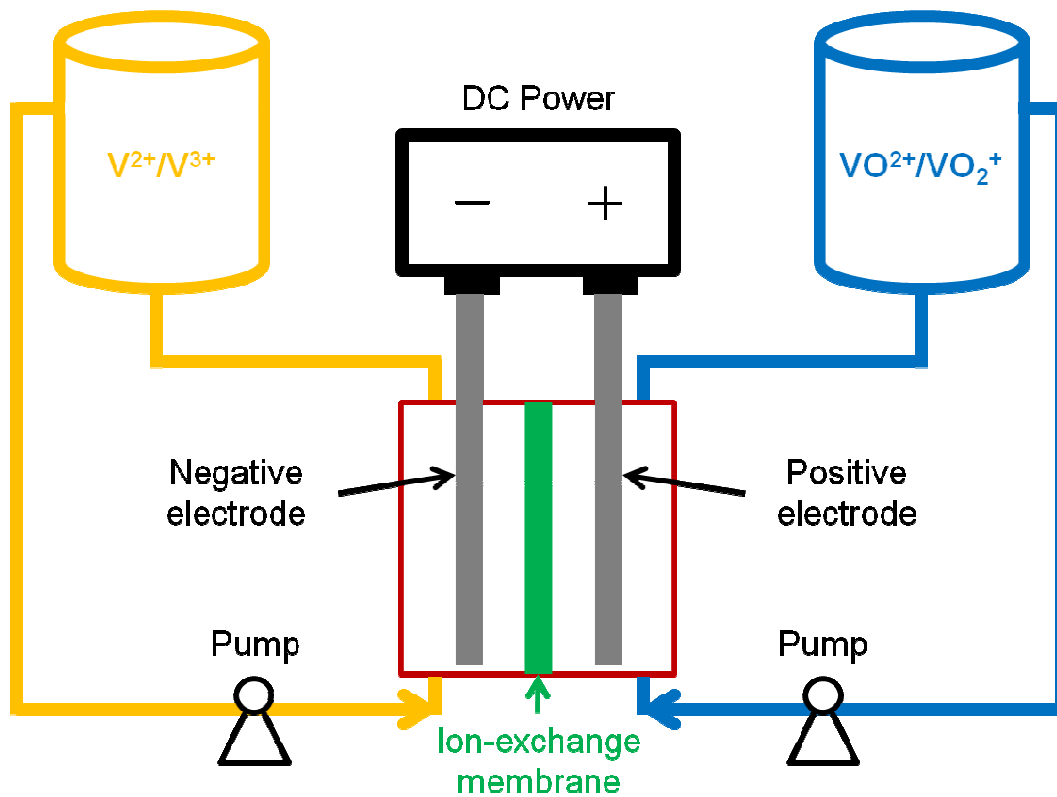 DC Power
V²⁺/V³⁺
VO²⁺/VO₂⁺
− +
Negative
electrode
Positive
electrode
Pump
Pump
Ion-exchange
membrane